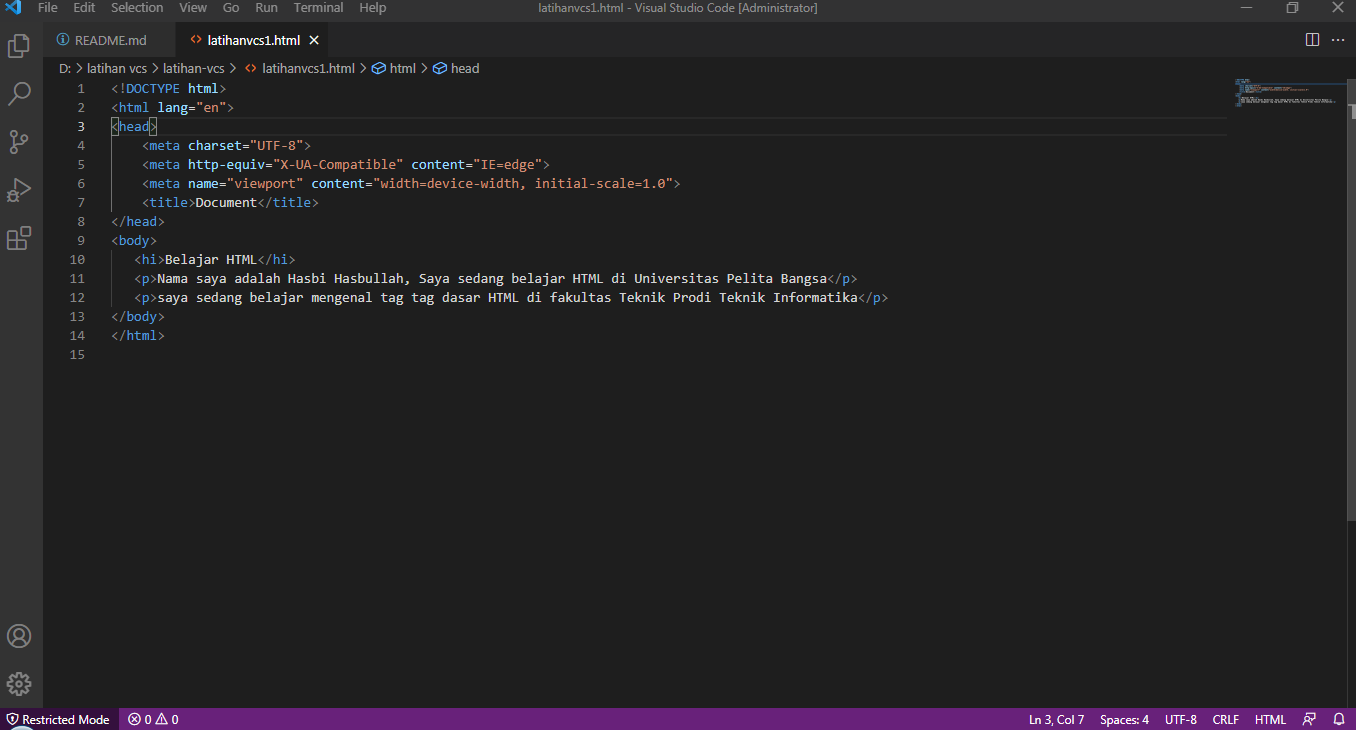 File Edit Selection View Go Run Terminal Help latihanvcs1.html - Visual Studio Code [Administrator]
README.md latihanvcs1.html
D: > latihan vcs > latihan-vcs > latihanvcs1.html > html > head
1 <!DOCTYPE html>
2 <html lang="en">
3 <head>
4 <meta charset="UTF-8">
5 <meta http-equiv="X-UA-Compatible" content="IE=edge">
6 <meta name="viewport" content="width=device-width, initial-scale=1.0">
7 <title>Document</title>
8 </head>
9 <body>
10 <hi>Belajar HTML</hi>
11 <p>Nama saya adalah Hasbi Hasbullah, Saya sedang belajar HTML di Universitas Pelita Bangsa</p>
12 <p>saya sedang belajar mengenal tag tag dasar HTML di fakultas Teknik Prodi Teknik Informatika</p>
13 </body>
14 </html>
15
Restricted Mode 0 0 Ln 3, Col 7 Spaces: 4 UTF-8 CRLF HTML